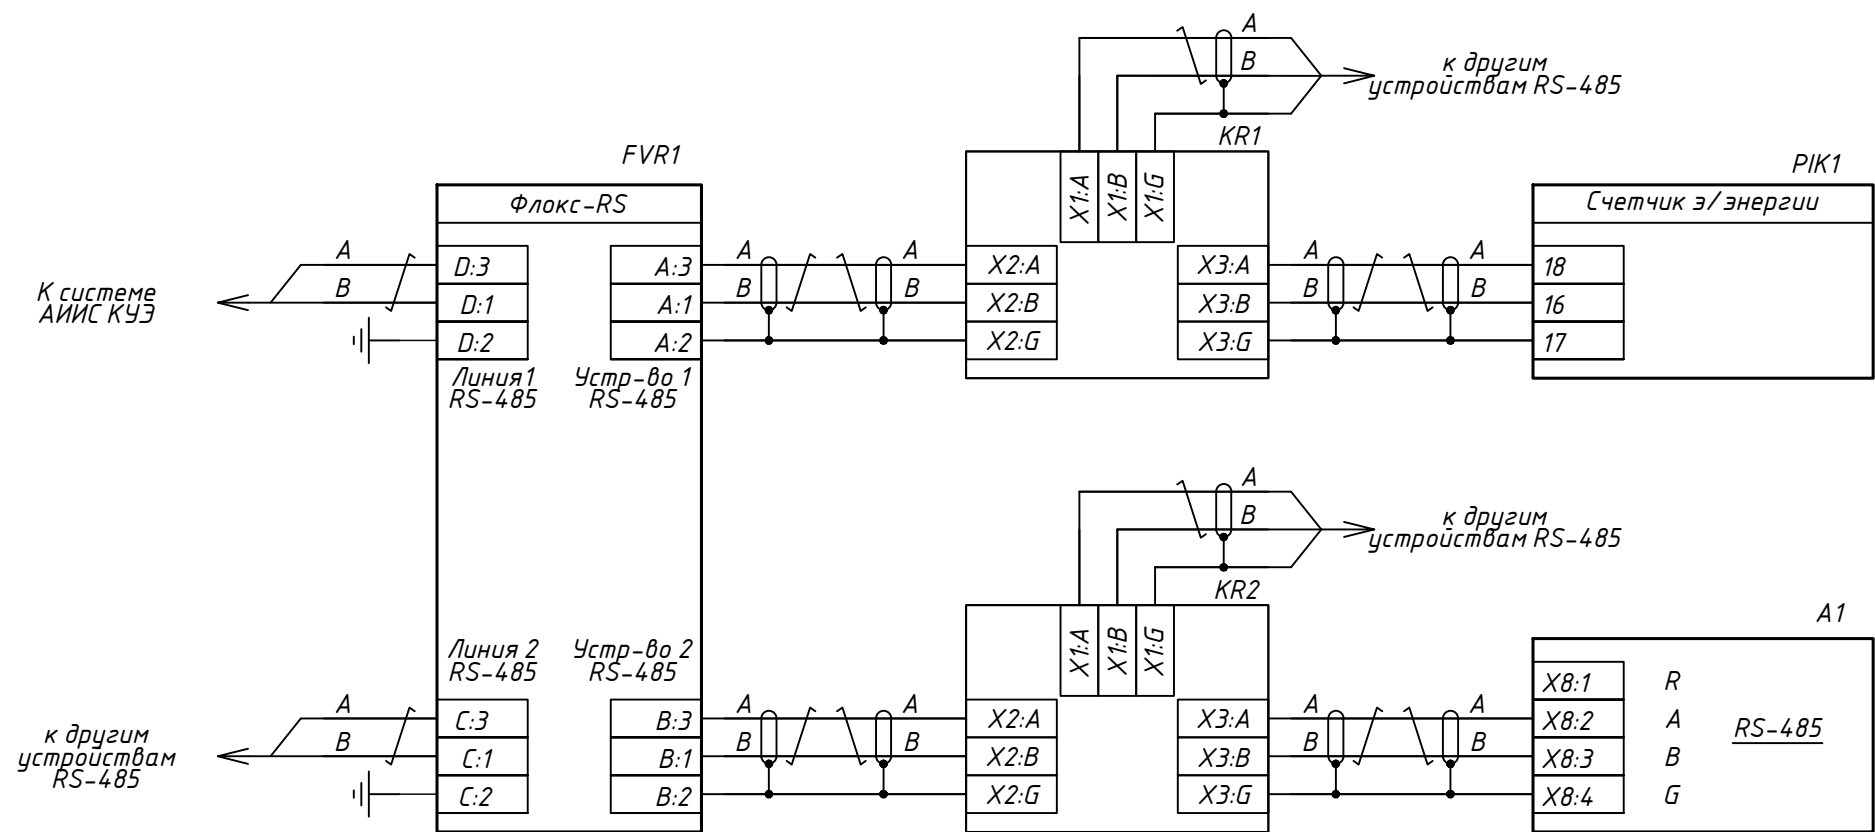 A
B
к другим
устройствам RS-485
KR1
X1:A
X1:B
X1:G
FVR1
Флокс-RS
PIK1
Счетчик э/энергии
К системе
АИИС КУЭ
A
B
D:3
D:1
D:2
Линия1
RS-485
A:3
A:1
A:2
Устр-во 1
RS-485
A
B
A
B
X2:A
X2:B
X2:G
X3:A
X3:B
X3:G
A
B
A
B
18
16
17
A
B
к другим
устройствам RS-485
KR2
X1:A
X1:B
X1:G
A1
к другим
устройствам
RS-485
A
B
Линия 2
RS-485
C:3
C:1
C:2
Устр-во 2
RS-485
B:3
B:1
B:2
A
B
A
B
X2:A
X2:B
X2:G
X3:A
X3:B
X3:G
A
B
A
B
X8:1 R
X8:2 A
X8:3 B
X8:4 G
RS-485